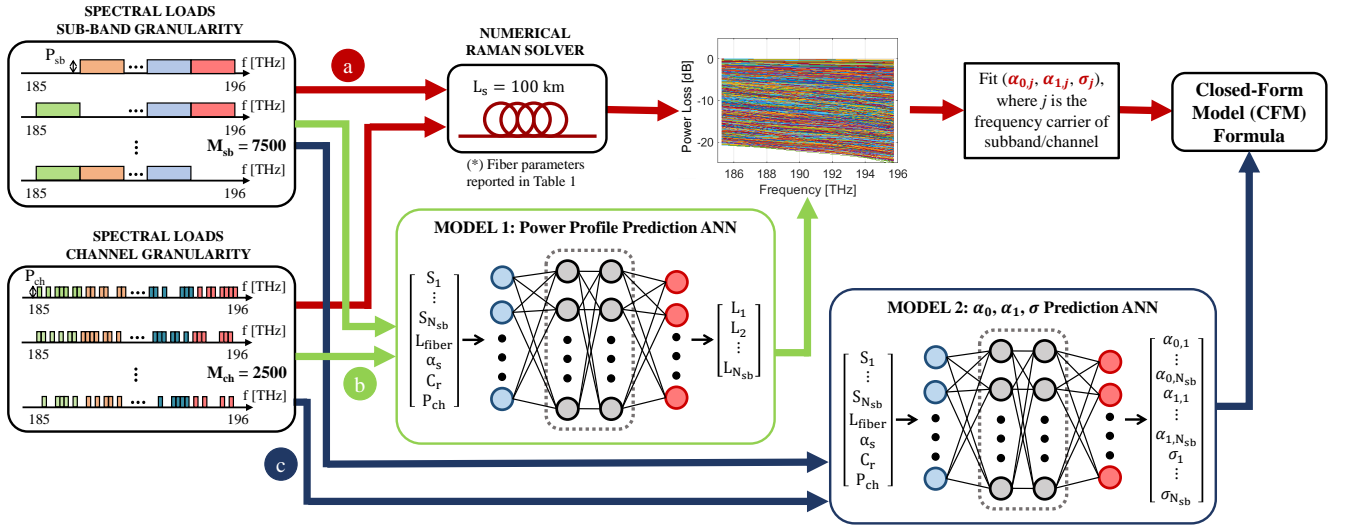 SPECTRAL LOADS
SUB-BAND GRANULARITY
P_sb
f [THz]
185
196
f [THz]
185
196
M_sb = 7500
f [THz]
185
196
SPECTRAL LOADS
CHANNEL GRANULARITY
P_ch
f [THz]
185
196
f [THz]
185
196
M_ch = 2500
f [THz]
185
196
a
b
c
NUMERICAL
RAMAN SOLVER
L_s = 100 km
(*) Fiber parameters
reported in Table 1
Power Loss [dB]
0
-10
-20
186 188 190 192 194 196
Frequency [THz]
Fit (α_0,j, α_1,j, σ_j),
where j is the
frequency carrier of
subband/channel
Closed-Form
Model (CFM)
Formula
MODEL 1: Power Profile Prediction ANN
S_1
⋮
S_N_sb
L_fiber
α_s
C_r
P_ch
L_1
L_2
⋮
L_N_sb
MODEL 2: α_0, α_1, σ Prediction ANN
S_1
⋮
S_N_sb
L_fiber
α_s
C_r
P_ch
α_0,1
⋮
α_0,N_sb
α_1,1
⋮
α_1,N_sb
σ_1
⋮
σ_N_sb